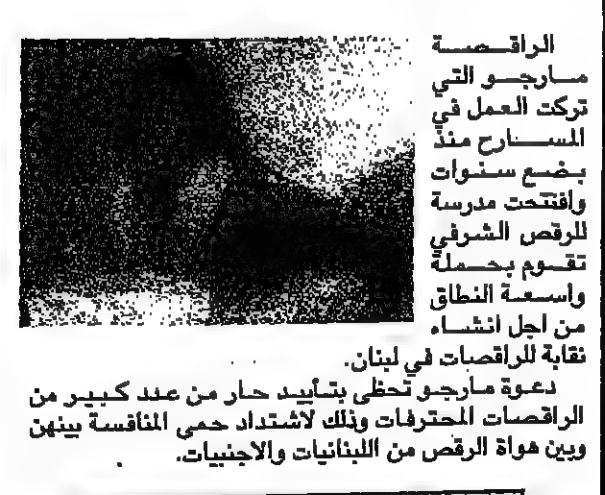 الراقصة
مارجو التي
تركت العمل في
المسارح منذ
بضع سنوات
وافتتحت مدرسة
للرقص الشرقي
تقوم بحملة
واسعة النطاق
من اجل انشاء
نقابة للراقصات في لبنان.
دعوة مارجو تحظى بتأييد حار من عدد كبير من
الراقصات المحترفات وذلك لاشتداد حمى المنافسة بينهن
وبين هواة الرقص من اللبنانيات والاجنبيات.